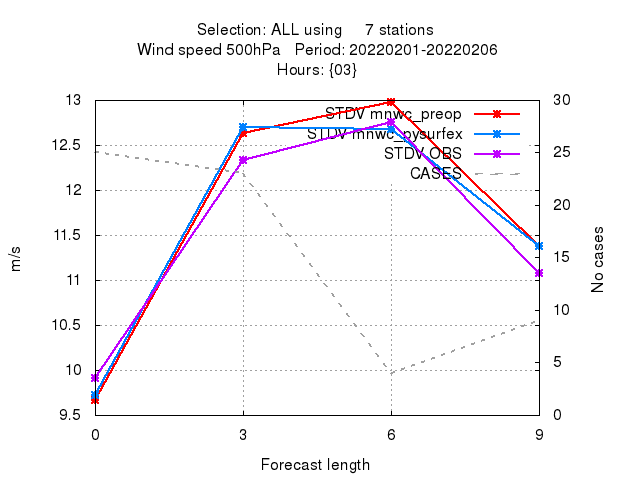 Selection: ALL using 7 stations
Wind speed 500hPa Period: 20220201-20220206
Hours: {03}
13
12.5
12
11.5
11
10.5
10
9.5
m/s
30
25
20
15
10
5
0
No cases
STDV mnwc_preop
STDV mnwc_pysurfex
STDV OBS
CASES
0 3 6 9
Forecast length